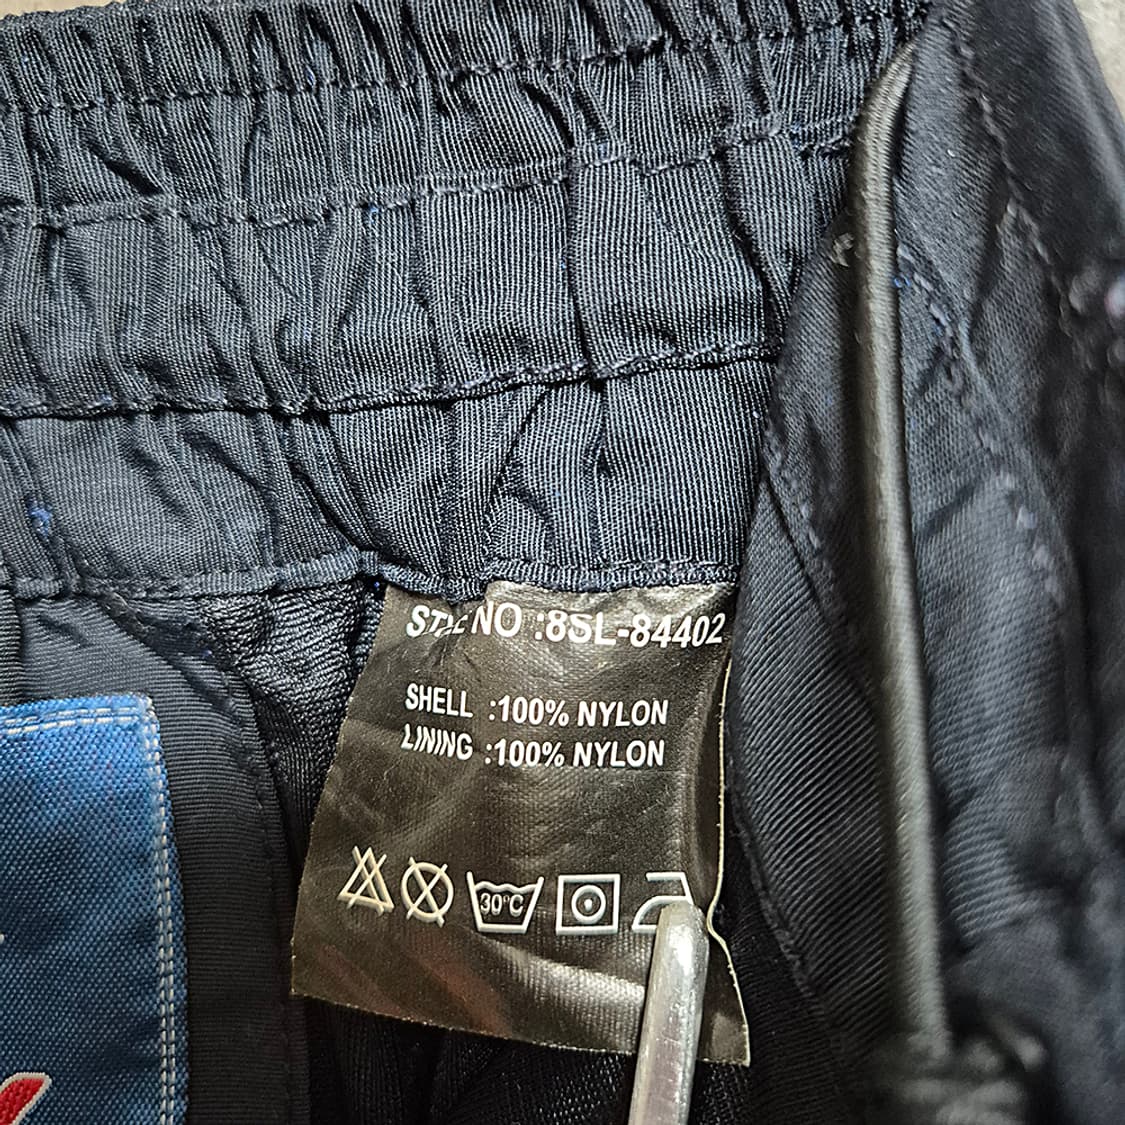 NO :8SL-84402
SHELL :100% NYLON
LINING :100% NYLON
30°C